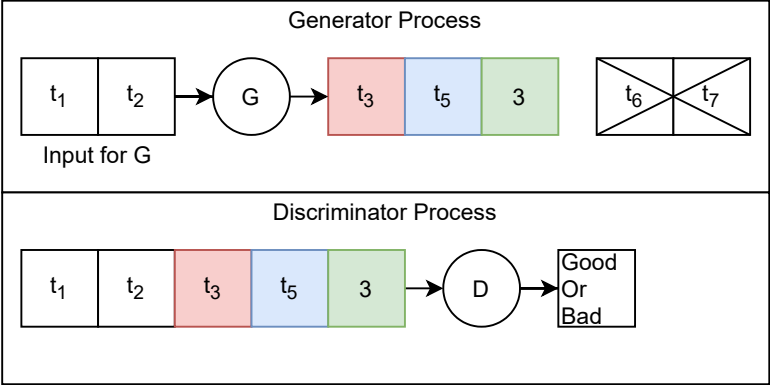 Generator Process
t₁ t₂ G t₃ t₅ 3 t₆ t₇
Input for G
Discriminator Process
t₁ t₂ t₃ t₅ 3 D
Good
Or
Bad